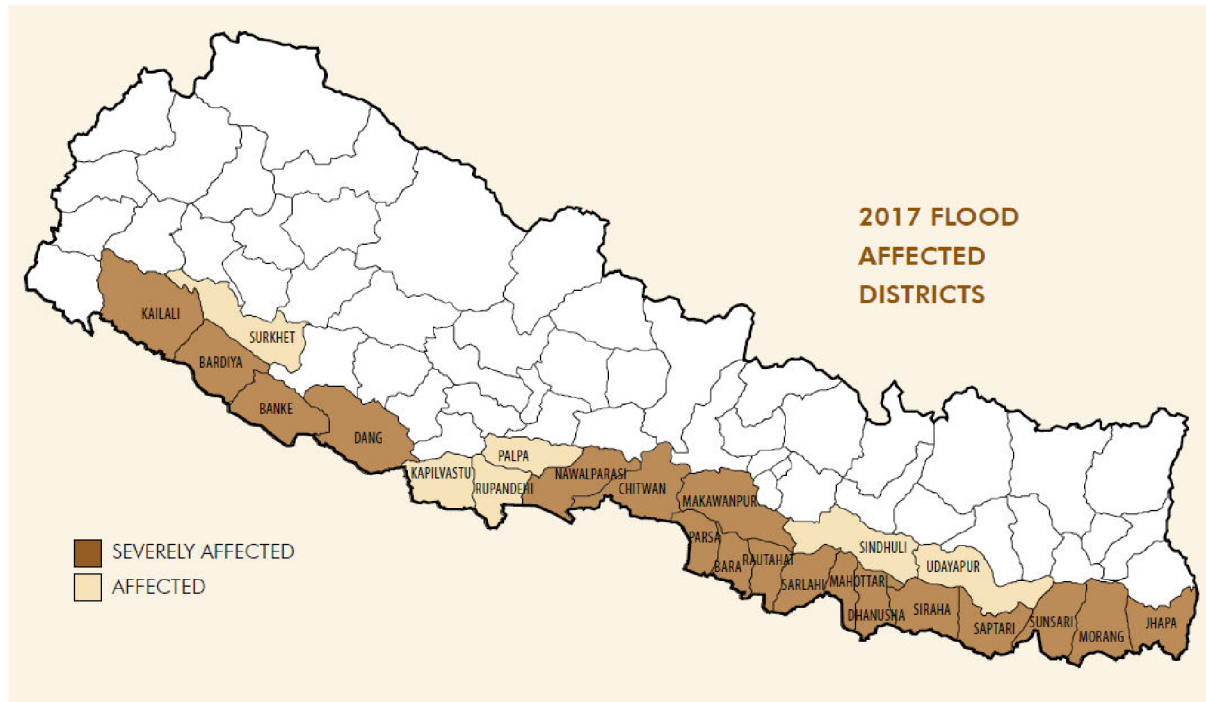 2017 FLOOD
AFFECTED
DISTRICTS
KAILALI
SURKHET
BARDIYA
BANKE
DANG
PALPA
KAPILVASTU
NAWALPARASI
RUPANDEHI
CHITWAN
MAKAWANPUR
PARSA
SINDHULI
BARA
RAUTAHAT
UDAYAPUR
SARLAHI
MAHOTTARI
DHANUSHA
SIRAHA
SAPTARI
SUNSARI
MORANG
JHAPA
SEVERELY AFFECTED
AFFECTED